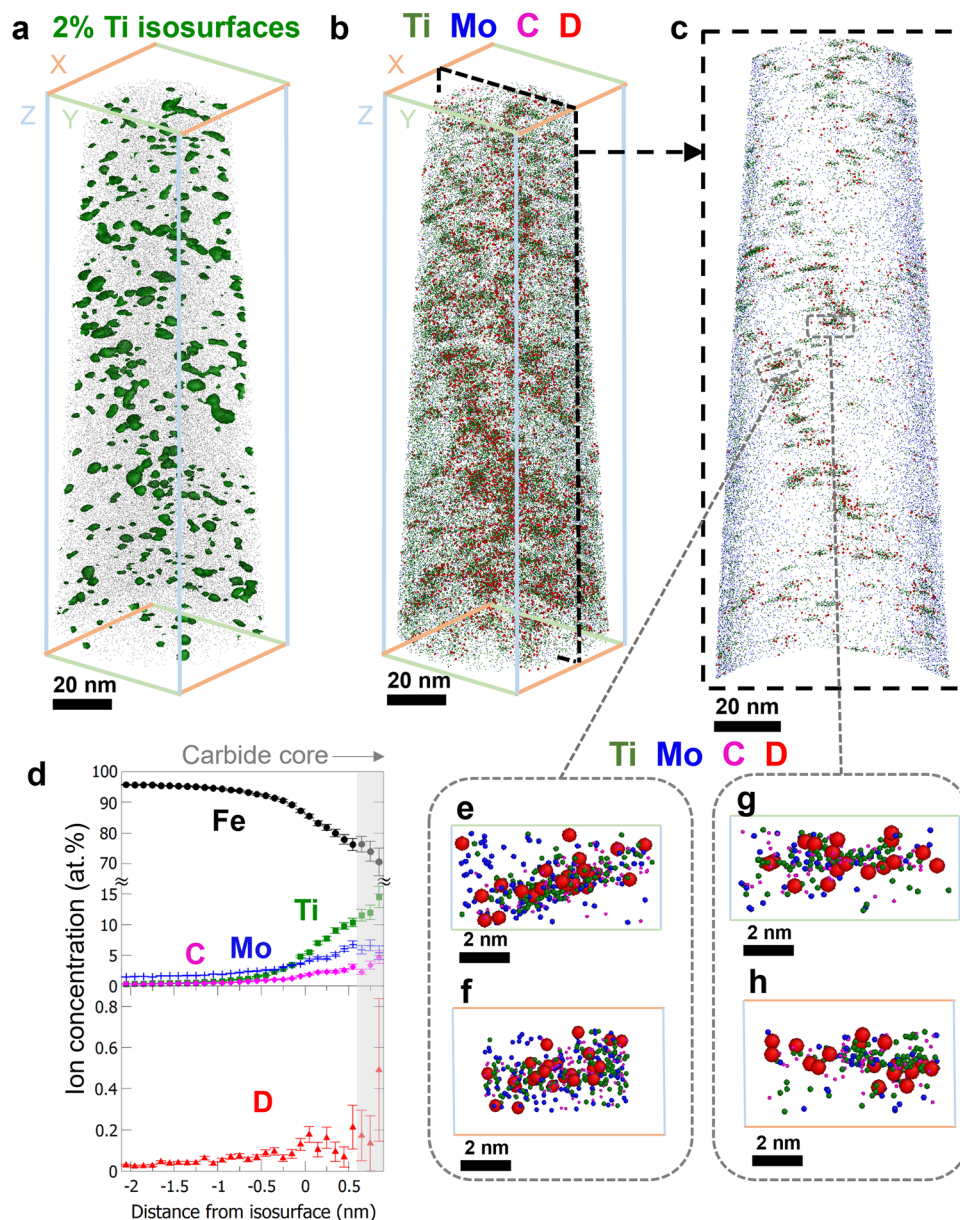 a 2% Ti isosurfaces
X
Z
Y
20 nm
b Ti Mo C D
X
Z
Y
20 nm
c
20 nm
d
Carbide core
Ion concentration (at.%)
100
90
80
70
≈ ≈
15
10
5
0
0.8
0.6
0.4
0.2
0
Fe
Ti
C
Mo
D
-2 -1.5 -1 -0.5 0 0.5
Distance from isosurface (nm)
Ti Mo C D
e
2 nm
f
2 nm
g
2 nm
h
2 nm